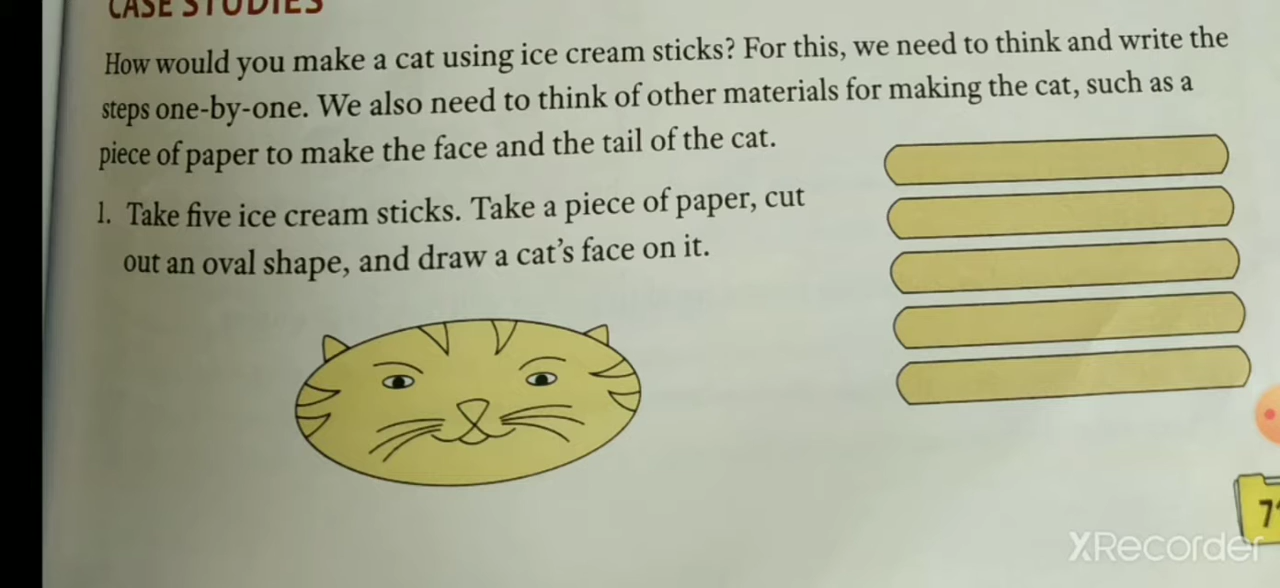 CASE STUDIES
How would you make a cat using ice cream sticks? For this, we need to think and write the
steps one-by-one. We also need to think of other materials for making the cat, such as a
piece of paper to make the face and the tail of the cat.
1. Take five ice cream sticks. Take a piece of paper, cut
out an oval shape, and draw a cat's face on it.
XRecorder